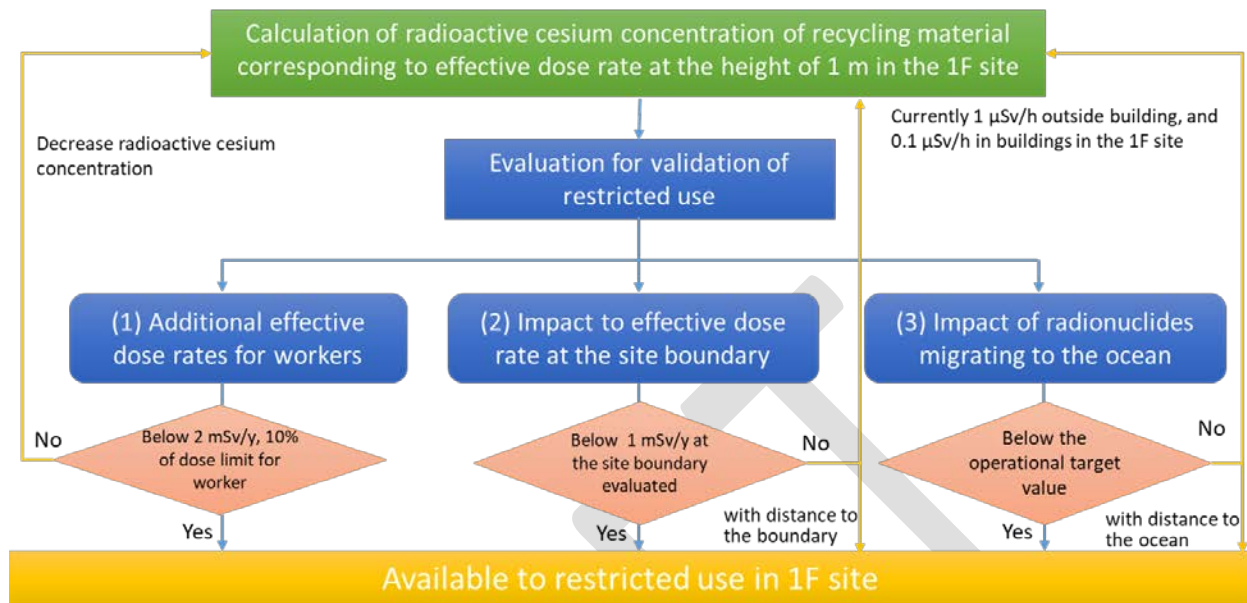 Calculation of radioactive cesium concentration of recycling material
corresponding to effective dose rate at the height of 1 m in the 1F site
Decrease radioactive cesium
concentration
Currently 1 μSv/h outside building, and
0.1 μSv/h in buildings in the 1F site
Evaluation for validation of
restricted use
(1) Additional effective
dose rates for workers
(2) Impact to effective dose
rate at the site boundary
(3) Impact of radionuclides
migrating to the ocean
No
Below 2 mSv/y, 10%
of dose limit for
worker
Yes
Below 1 mSv/y at
the site boundary
evaluated
No
Yes
with distance to
the boundary
Below the
operational target
value
No
Yes
with distance to
the ocean
Available to restricted use in 1F site